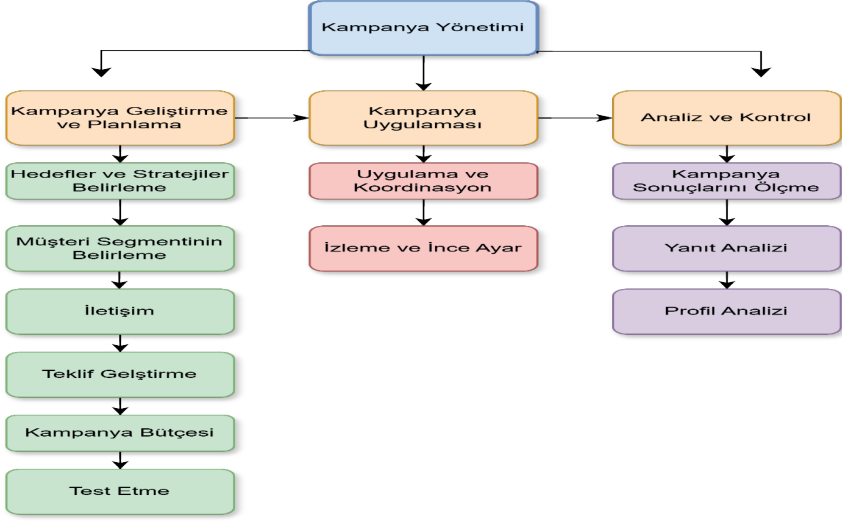 Kampanya Yönetimi
Kampanya Geliştirme
ve Planlama
Kampanya
Uygulaması
Analiz ve Kontrol
Hedefler ve Stratejiler
Belirleme
Müşteri Segmentinin
Belirleme
İletişim
Teklif Gelştirme
Kampanya Bütçesi
Test Etme
Uygulama ve
Koordinasyon
İzleme ve İnce Ayar
Kampanya
Sonuçlarını Ölçme
Yanıt Analizi
Profil Analizi